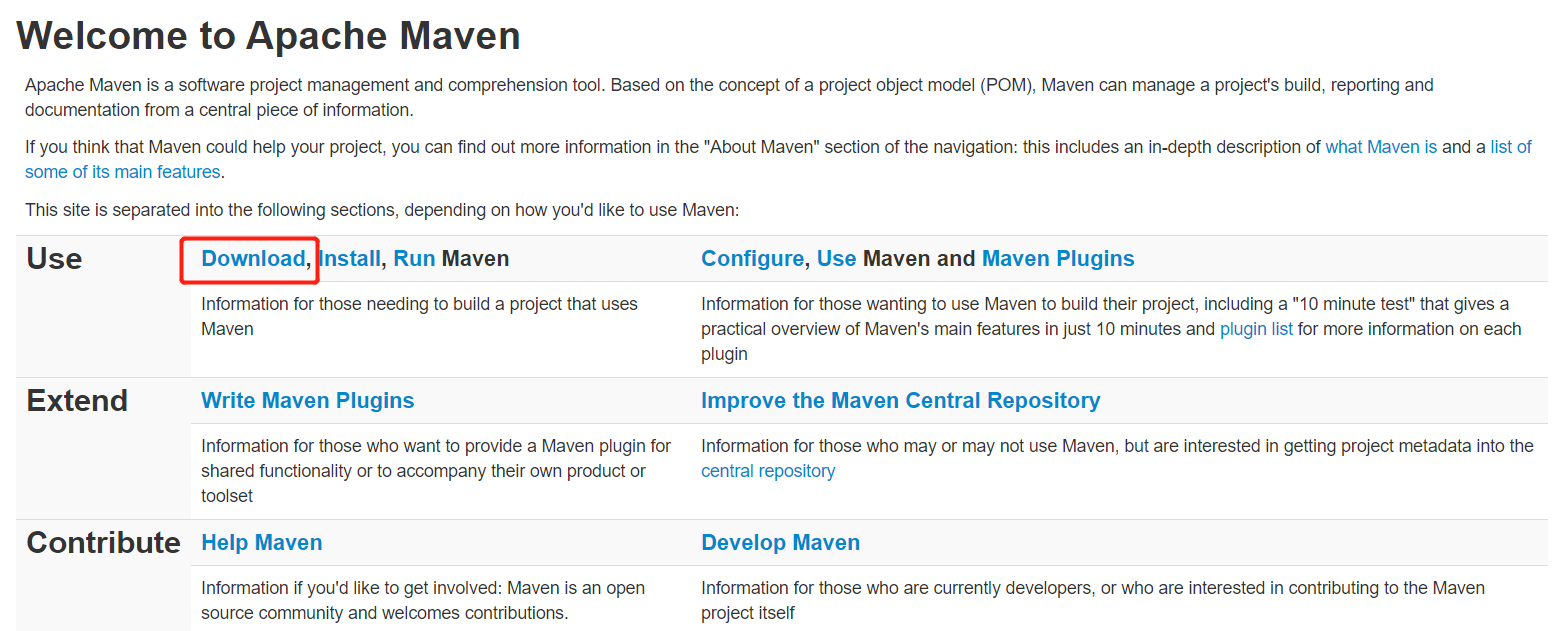 Welcome to Apache Maven
Apache Maven is a software project management and comprehension tool. Based on the concept of a project object model (POM), Maven can manage a project's build, reporting and
documentation from a central piece of information.
If you think that Maven could help your project, you can find out more information in the "About Maven" section of the navigation: this includes an in-depth description of what Maven is and a list of
some of its main features.
This site is separated into the following sections, depending on how you'd like to use Maven:
Use
Download, Install, Run Maven
Information for those needing to build a project that uses
Maven
Configure, Use Maven and Maven Plugins
Information for those wanting to use Maven to build their project, including a "10 minute test" that gives a
practical overview of Maven's main features in just 10 minutes and plugin list for more information on each
plugin
Extend
Write Maven Plugins
Information for those who want to provide a Maven plugin for
shared functionality or to accompany their own product or
toolset
Improve the Maven Central Repository
Information for those who may or may not use Maven, but are interested in getting project metadata into the
central repository
Contribute
Help Maven
Information if you'd like to get involved: Maven is an open
source community and welcomes contributions.
Develop Maven
Information for those who are currently developers, or who are interested in contributing to the Maven
project itself